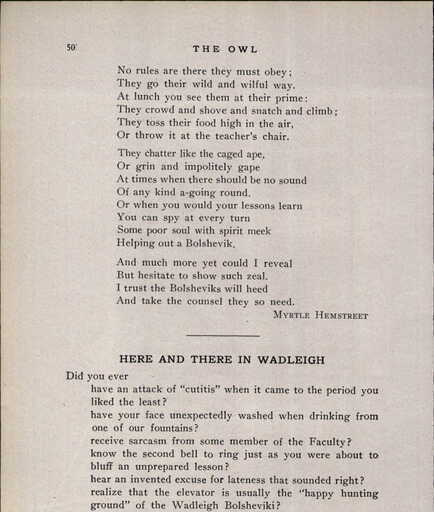 50
THE OWL
No rules are there they must obey;
They go their wild and wilful way.
At lunch you see them at their prime:
They crowd and shove and snatch and climb;
They toss their food high in the air,
Or throw it at the teacher's chair.
They chatter like the caged ape,
Or grin and impolitely gape
At times when there should be no sound
Of any kind a-going round.
Or when you would your lessons learn
You can spy at every turn
Some poor soul with spirit meek
Helping out a Bolshevik.
And much more yet could I reveal
But hesitate to show such zeal.
I trust the Bolsheviks will heed
And take the counsel they so need.
MYRTLE HEMSTREET
HERE AND THERE IN WADLEIGH
Did you ever
have an attack of "cutitis" when it came to the period you
liked the least?
have your face unexpectedly washed when drinking from
one of our fountains?
receive sarcasm from some member of the Faculty?
know the second bell to ring just as you were about to
bluff an unprepared lesson?
hear an invented excuse for lateness that sounded right?
realize that the elevator is usually the "happy hunting
ground" of the Wadleigh Bolsheviki?